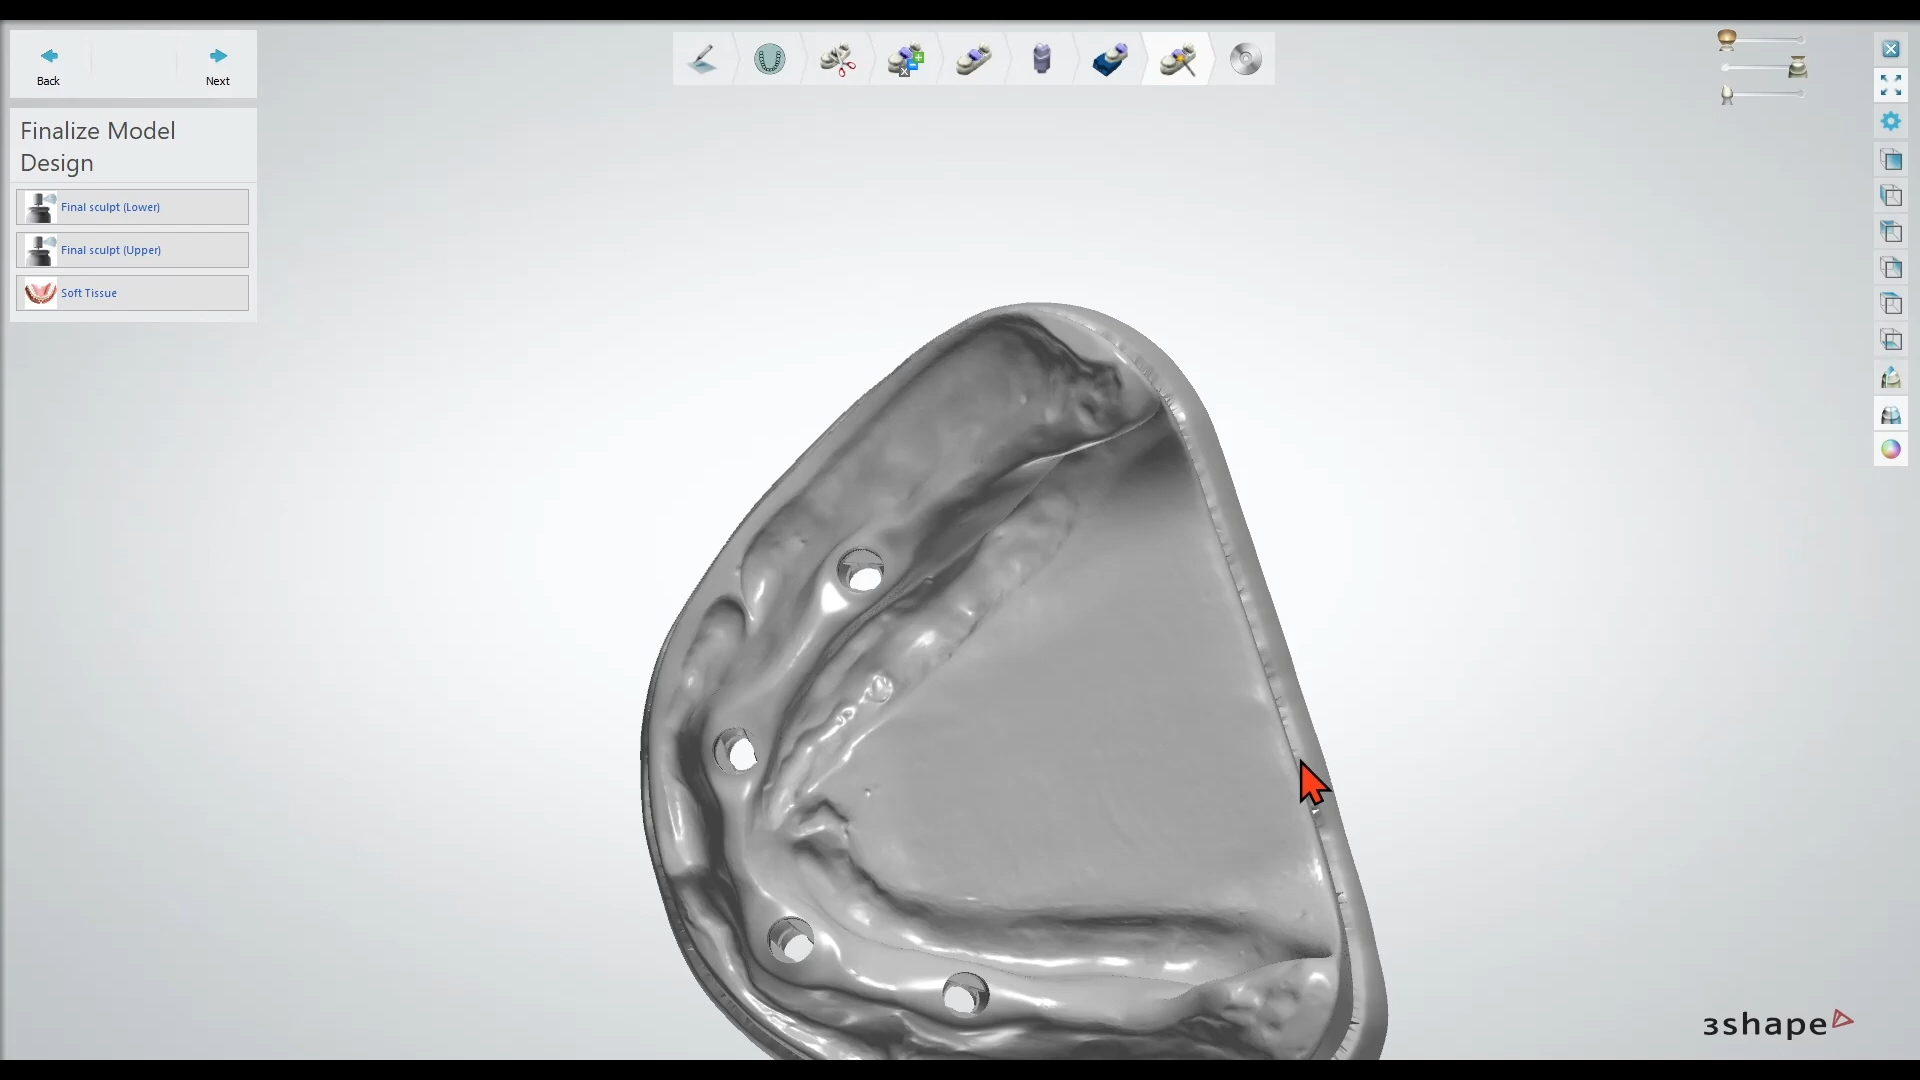 Back
Next
Finalize Model
Design
Final sculpt (Lower)
Final sculpt (Upper)
Soft Tissue
3shape